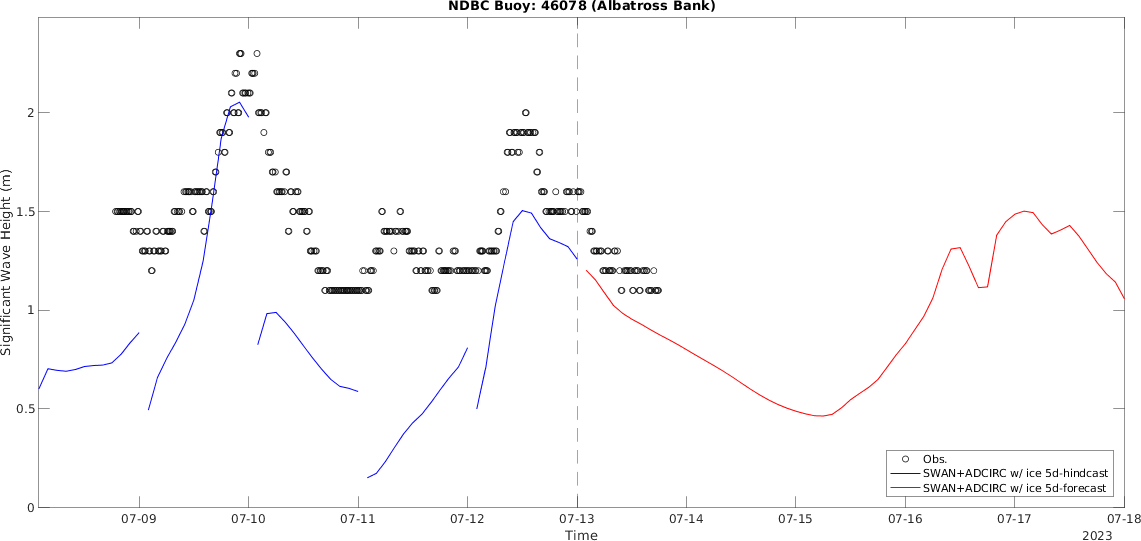 NDBC Buoy: 46078 (Albatross Bank)
Significant Wave Height (m)
2
1.5
1
0.5
0
Obs.
SWAN+ADCIRC w/ ice 5d-hindcast
SWAN+ADCIRC w/ ice 5d-forecast
07-09 07-10 07-11 07-12 07-13 07-14 07-15 07-16 07-17 07-18
Time
2023